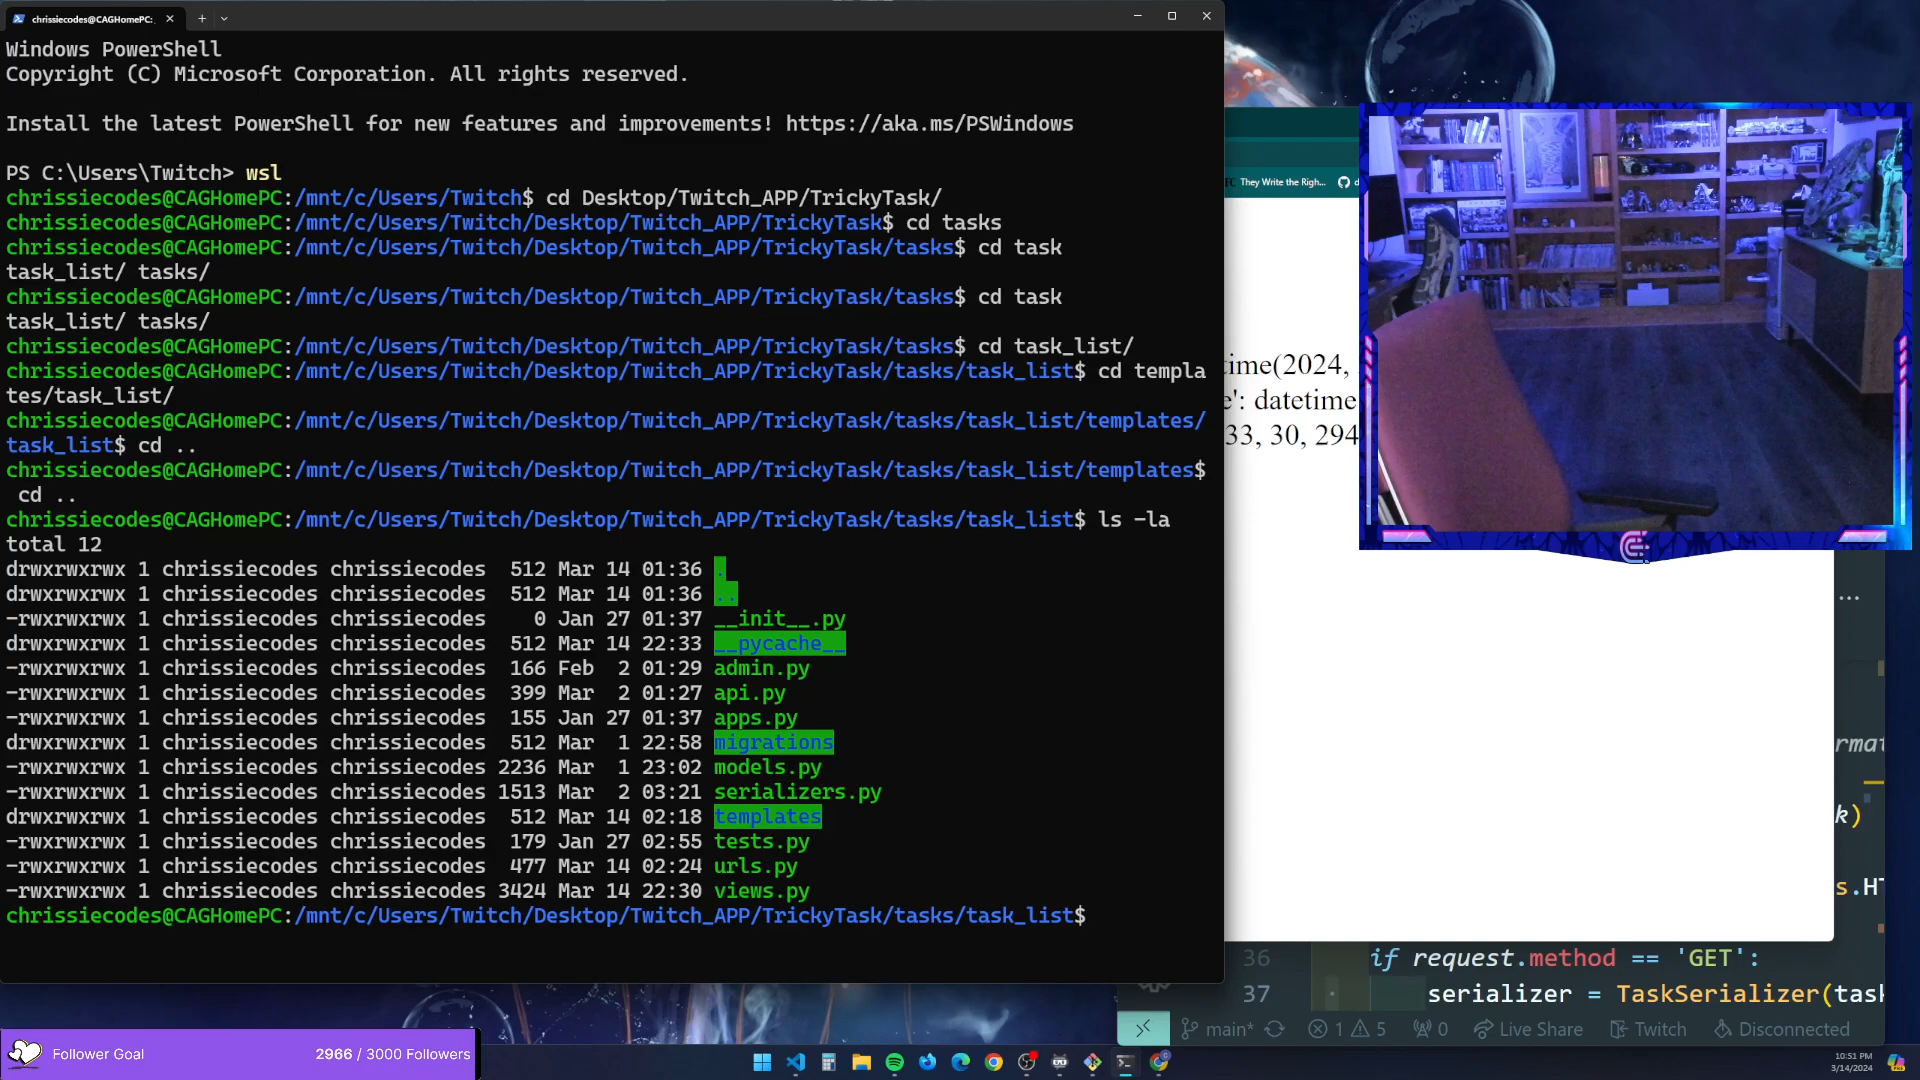 chrissiecodes@CAGHomePC:
Windows PowerShell
Copyright (C) Microsoft Corporation. All rights reserved.
Install the latest PowerShell for new features and improvements! https://aka.ms/PSWindows
PS C:\Users\Twitch> wsl
chrissiecodes@CAGHomePC:/mnt/c/Users/Twitch$ cd Desktop/Twitch_APP/TrickyTask/
chrissiecodes@CAGHomePC:/mnt/c/Users/Twitch/Desktop/Twitch_APP/TrickyTask$ cd tasks
chrissiecodes@CAGHomePC:/mnt/c/Users/Twitch/Desktop/Twitch_APP/TrickyTask/tasks$ cd task
task_list/ tasks/
chrissiecodes@CAGHomePC:/mnt/c/Users/Twitch/Desktop/Twitch_APP/TrickyTask/tasks$ cd task
task_list/ tasks/
chrissiecodes@CAGHomePC:/mnt/c/Users/Twitch/Desktop/Twitch_APP/TrickyTask/tasks$ cd task_list/
chrissiecodes@CAGHomePC:/mnt/c/Users/Twitch/Desktop/Twitch_APP/TrickyTask/tasks/task_list$ cd templa
tes/task_list/
chrissiecodes@CAGHomePC:/mnt/c/Users/Twitch/Desktop/Twitch_APP/TrickyTask/tasks/task_list/templates/
task_list$ cd ..
chrissiecodes@CAGHomePC:/mnt/c/Users/Twitch/Desktop/Twitch_APP/TrickyTask/tasks/task_list/templates$
cd ..
chrissiecodes@CAGHomePC:/mnt/c/Users/Twitch/Desktop/Twitch_APP/TrickyTask/tasks/task_list$ ls -la
total 12
drwxrwxrwx 1 chrissiecodes chrissiecodes 512 Mar 14 01:36 .
drwxrwxrwx 1 chrissiecodes chrissiecodes 512 Mar 14 01:36 ..
-rwxrwxrwx 1 chrissiecodes chrissiecodes 0 Jan 27 01:37 __init__.py
drwxrwxrwx 1 chrissiecodes chrissiecodes 512 Mar 14 22:33 __pycache__
-rwxrwxrwx 1 chrissiecodes chrissiecodes 166 Feb 2 01:29 admin.py
-rwxrwxrwx 1 chrissiecodes chrissiecodes 399 Mar 2 01:27 api.py
-rwxrwxrwx 1 chrissiecodes chrissiecodes 155 Jan 27 01:37 apps.py
drwxrwxrwx 1 chrissiecodes chrissiecodes 512 Mar 1 22:58 migrations
-rwxrwxrwx 1 chrissiecodes chrissiecodes 2236 Mar 1 23:02 models.py
-rwxrwxrwx 1 chrissiecodes chrissiecodes 1513 Mar 2 03:21 serializers.py
drwxrwxrwx 1 chrissiecodes chrissiecodes 512 Mar 14 02:18 templates
-rwxrwxrwx 1 chrissiecodes chrissiecodes 179 Jan 27 02:55 tests.py
-rwxrwxrwx 1 chrissiecodes chrissiecodes 477 Mar 14 02:24 urls.py
-rwxrwxrwx 1 chrissiecodes chrissiecodes 3424 Mar 14 22:30 views.py
chrissiecodes@CAGHomePC:/mnt/c/Users/Twitch/Desktop/Twitch_APP/TrickyTask/tasks/task_list$
They Write the Righ...
time(2024,
e': datetime
33, 30, 294
k)
s.HT
36 if request.method == 'GET':
37 serializer = TaskSerializer(task
main* 1 5 0 Live Share Twitch Disconnected
Follower Goal 2966 / 3000 Followers
10:51 PM
3/14/2024